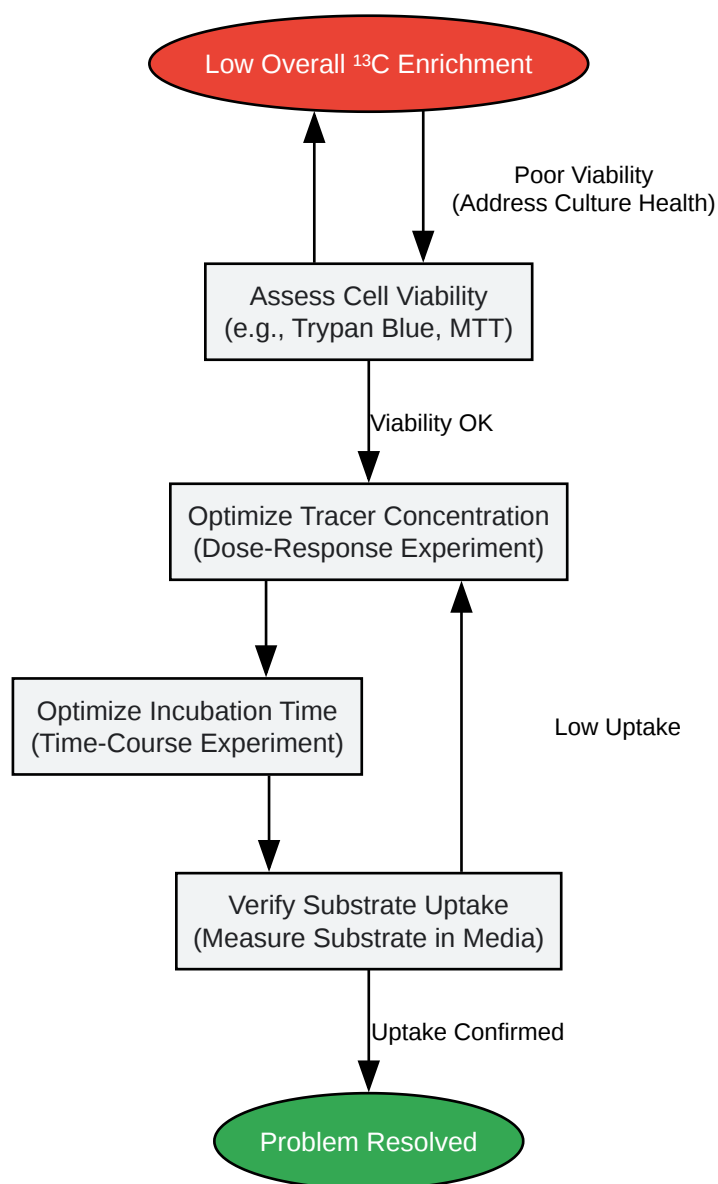 Low Overall ¹³C Enrichment
Poor Viability
(Address Culture Health)
Assess Cell Viability
(e.g., Trypan Blue, MTT)
Viability OK
Optimize Tracer Concentration
(Dose-Response Experiment)
Optimize Incubation Time
(Time-Course Experiment)
Low Uptake
Verify Substrate Uptake
(Measure Substrate in Media)
Uptake Confirmed
Problem Resolved